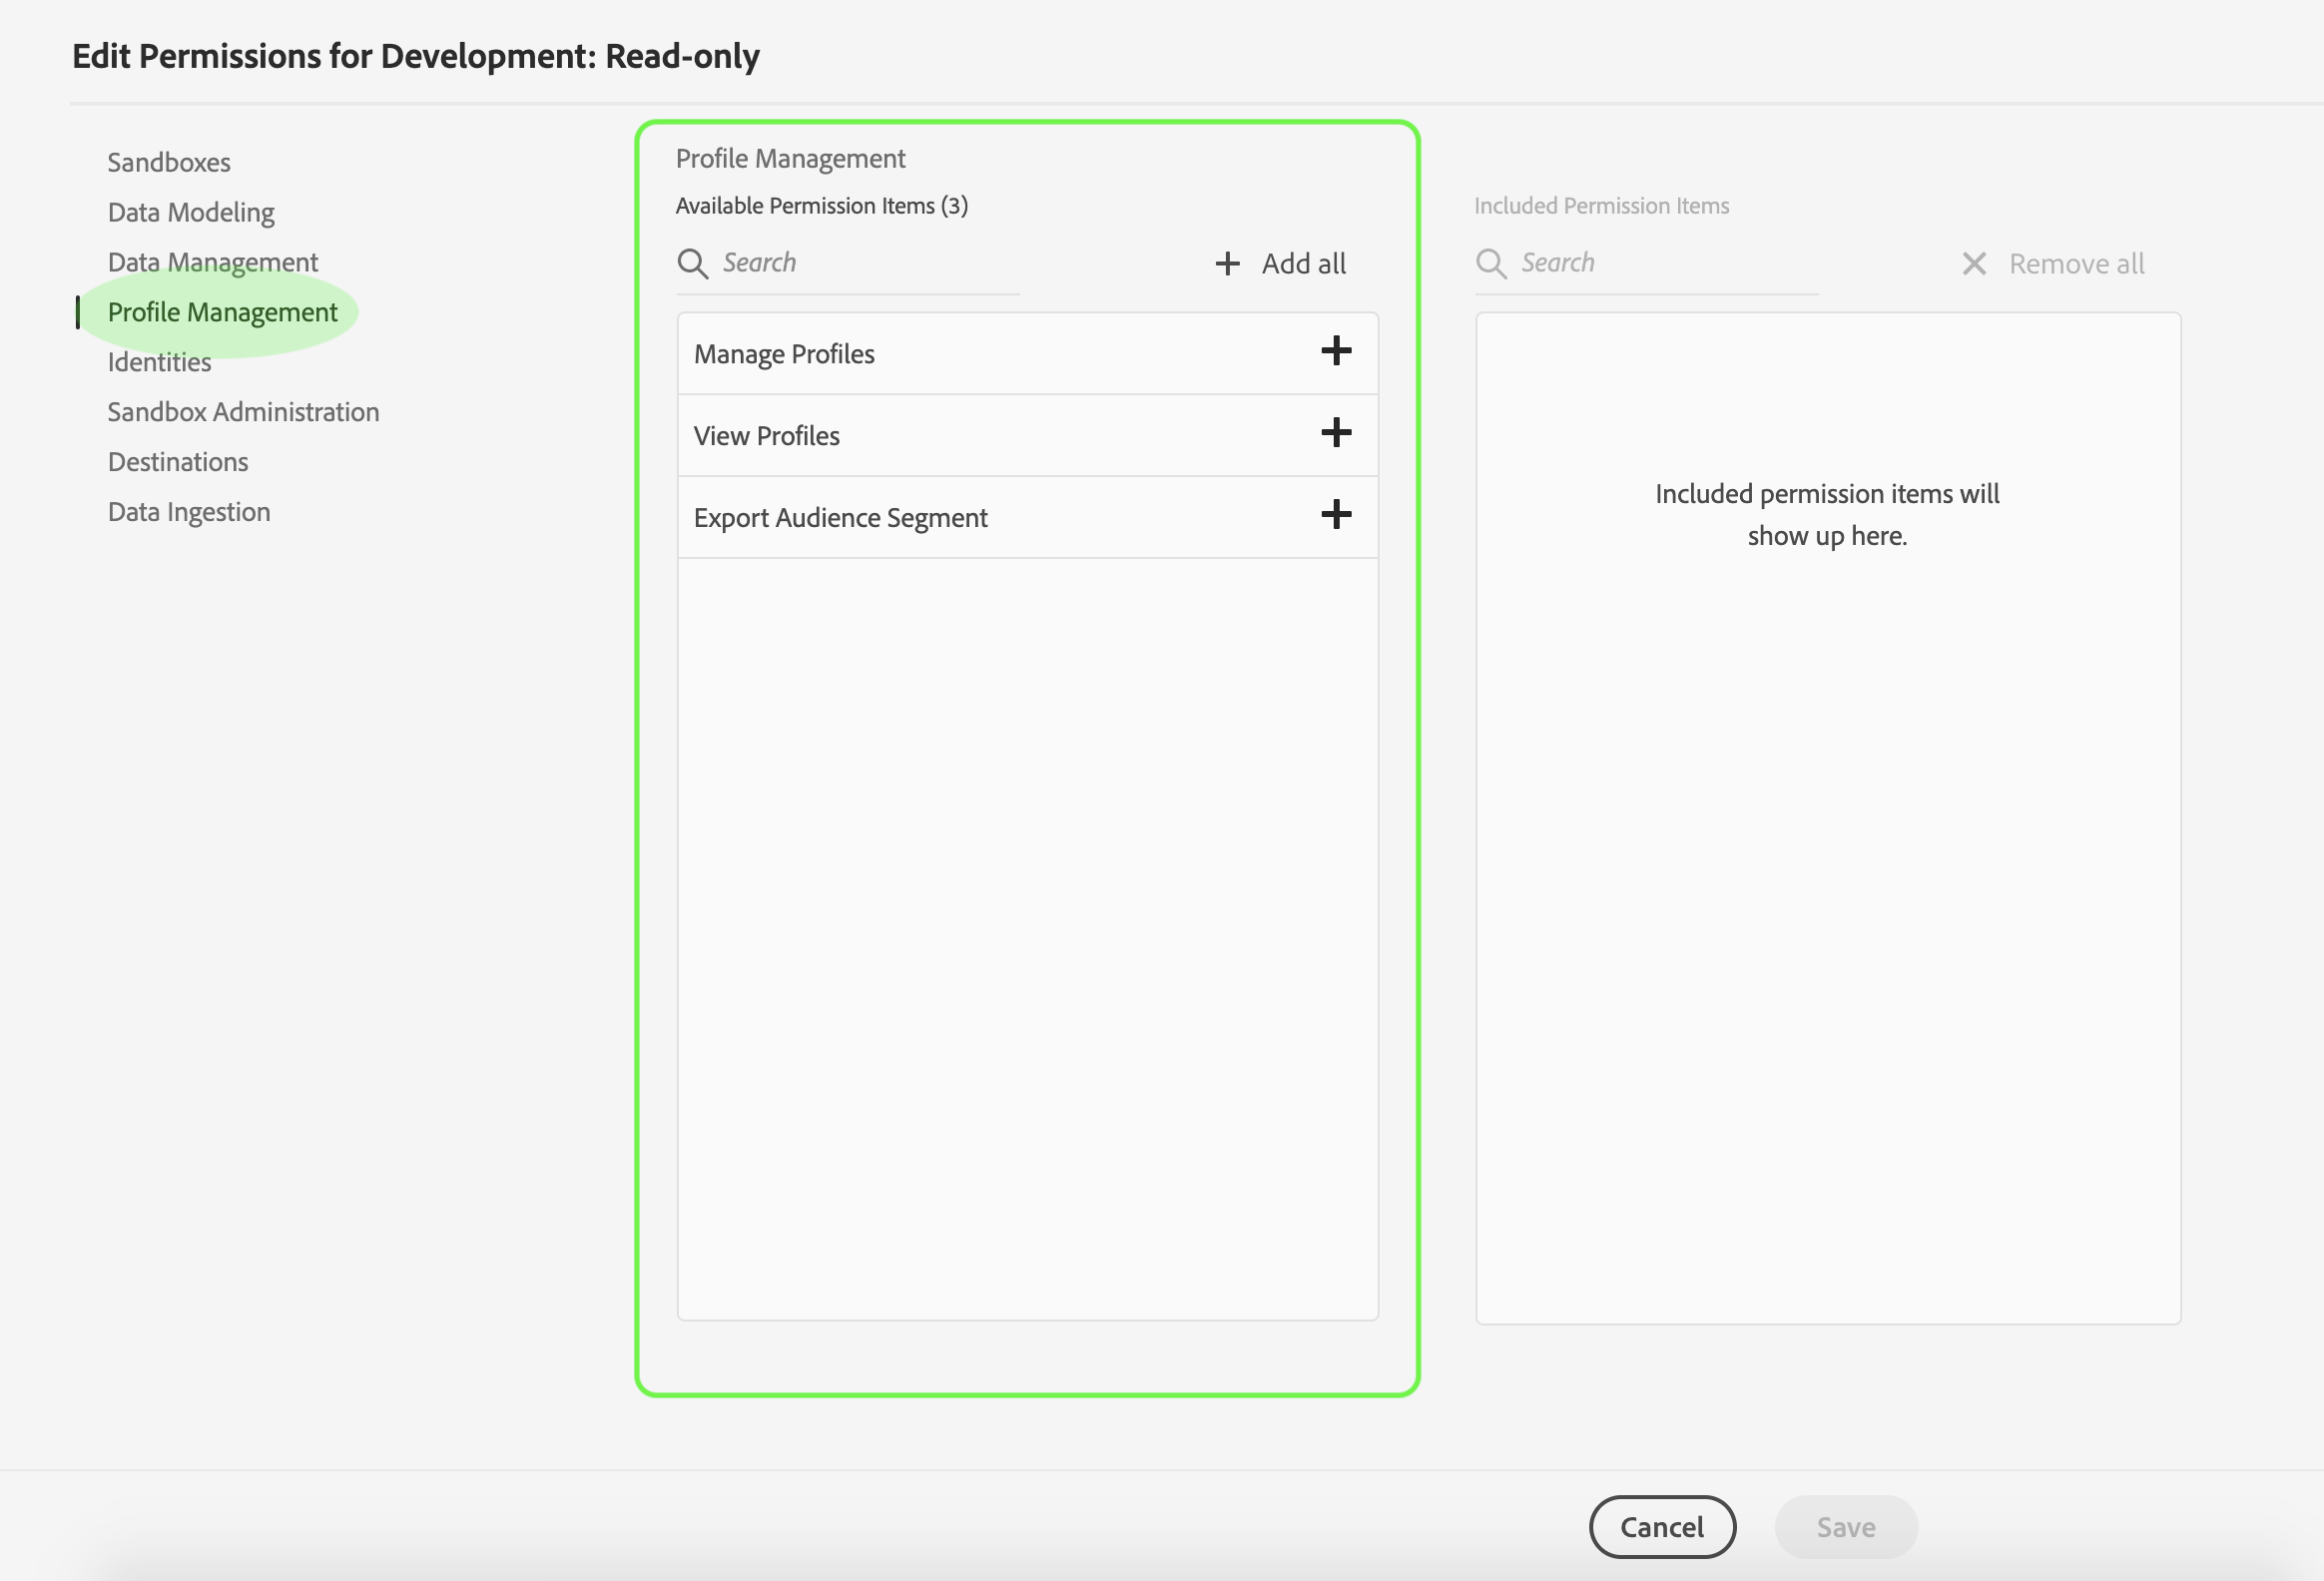 Edit Permissions for Development: Read-only
Sandboxes
Data Modeling
Data Management
Profile Management
Identities
Sandbox Administration
Destinations
Data Ingestion
Profile Management
Available Permission Items (3)
Search
Add all
Manage Profiles
View Profiles
Export Audience Segment
Included Permission Items
Search
Remove all
Included permission items will
show up here.
Cancel
Save